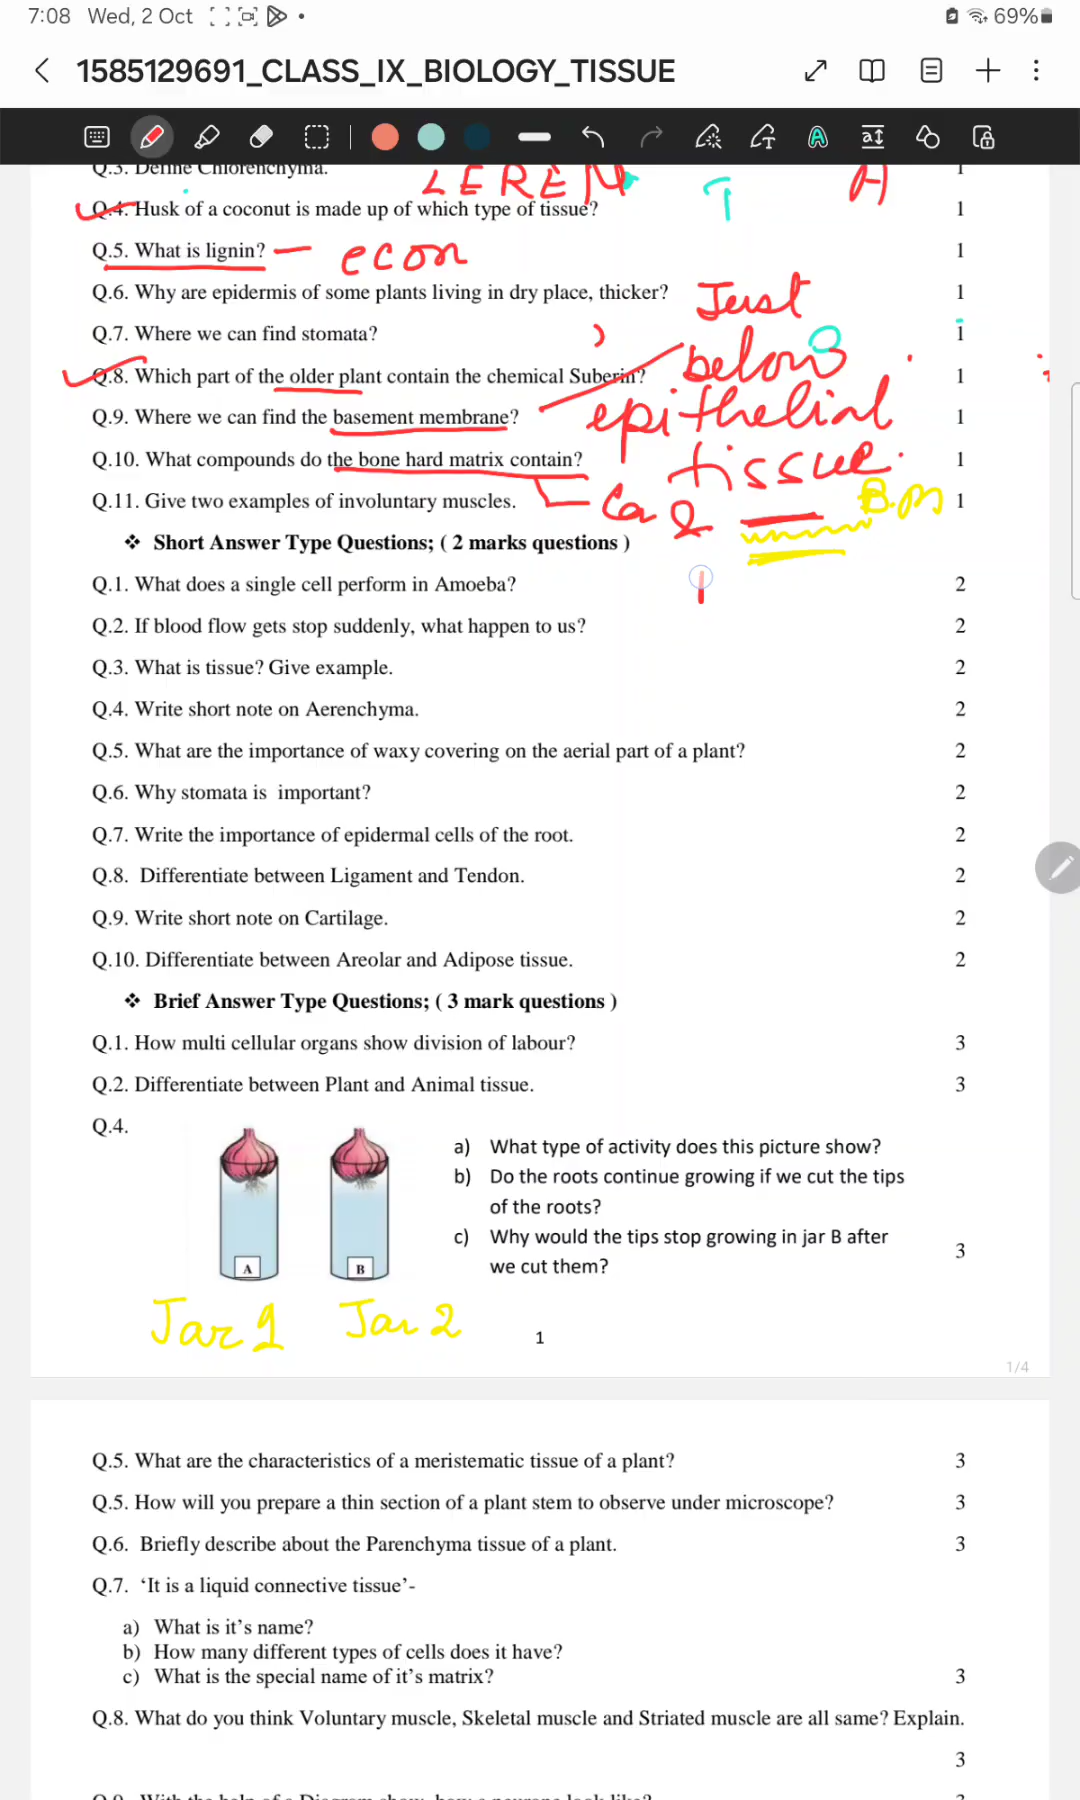 7:08 Wed, 2 Oct 69%
1585129691_CLASS_IX_BIOLOGY_TISSUE
Q.3. Define Chlorenchyma. 1
Q.4. Husk of a coconut is made up of which type of tissue? 1
Q.5. What is lignin? 1
econ
Q.6. Why are epidermis of some plants living in dry place, thicker? 1
Just
Q.7. Where we can find stomata? 1
below
Q.8. Which part of the older plant contain the chemical Suberin? 1
Q.9. Where we can find the basement membrane? 1
epithelial
Q.10. What compounds do the bone hard matrix contain? 1
tissue.
Q.11. Give two examples of involuntary muscles. 1
Ca
B.M
❖ Short Answer Type Questions; ( 2 marks questions )
Q.1. What does a single cell perform in Amoeba? 2
Q.2. If blood flow gets stop suddenly, what happen to us? 2
Q.3. What is tissue? Give example. 2
Q.4. Write short note on Aerenchyma. 2
Q.5. What are the importance of waxy covering on the aerial part of a plant? 2
Q.6. Why stomata is important? 2
Q.7. Write the importance of epidermal cells of the root. 2
Q.8. Differentiate between Ligament and Tendon. 2
Q.9. Write short note on Cartilage. 2
Q.10. Differentiate between Areolar and Adipose tissue. 2
❖ Brief Answer Type Questions; ( 3 mark questions )
Q.1. How multi cellular organs show division of labour? 3
Q.2. Differentiate between Plant and Animal tissue. 3
Q.4.
a) What type of activity does this picture show?
b) Do the roots continue growing if we cut the tips
of the roots?
c) Why would the tips stop growing in jar B after
we cut them? 3
A B
Jar 1 Jar 2
1
1/4
Q.5. What are the characteristics of a meristematic tissue of a plant? 3
Q.5. How will you prepare a thin section of a plant stem to observe under microscope? 3
Q.6. Briefly describe about the Parenchyma tissue of a plant. 3
Q.7. ‘It is a liquid connective tissue’-
a) What is it’s name?
b) How many different types of cells does it have?
c) What is the special name of it’s matrix? 3
Q.8. What do you think Voluntary muscle, Skeletal muscle and Striated muscle are all same? Explain.
3